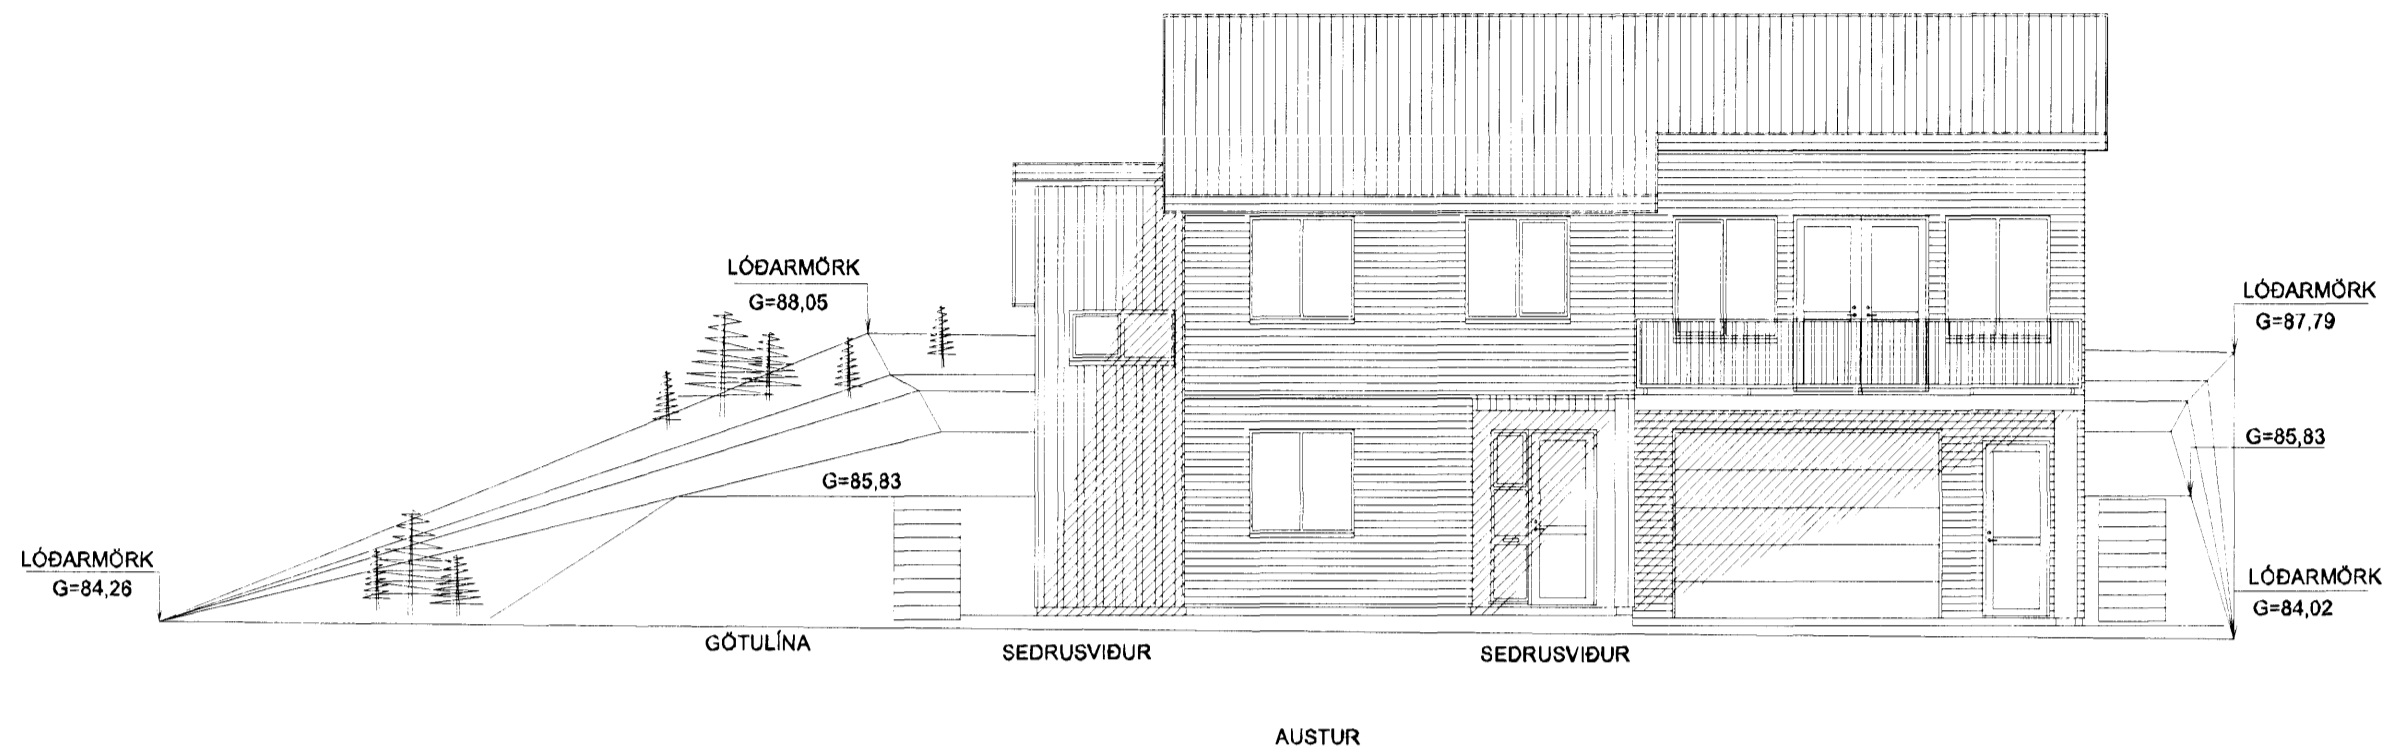 LÓÐARMÖRK
G=88,05
LÓÐARMÖRK
G=87,79
G=85,83
G=85,83
LÓÐARMÖRK
G=84,26
LÓÐARMÖRK
G=84,02
GÖTULÍNA
SEDRUSVIÐUR
SEDRUSVIÐUR
AUSTUR